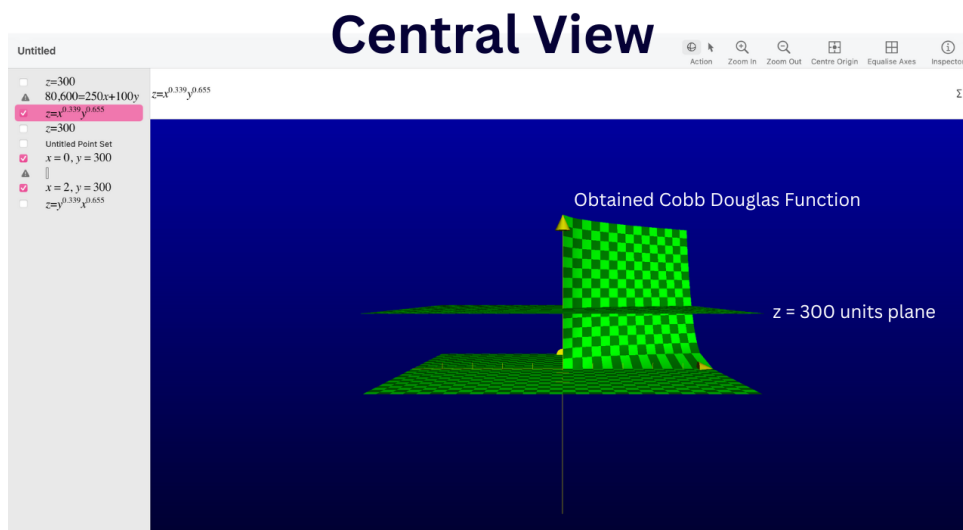 Central View
Untitled
Action Zoom In Zoom Out Centre Origin Equalise Axes Inspector
z=300
80,600=250x+100y
z=x^0.339y^0.655
z=x^0.339y^0.655
Σ
z=300
Untitled Point Set
x = 0, y = 300
x = 2, y = 300
z=y^0.339x^0.655
Obtained Cobb Douglas Function
z = 300 units plane